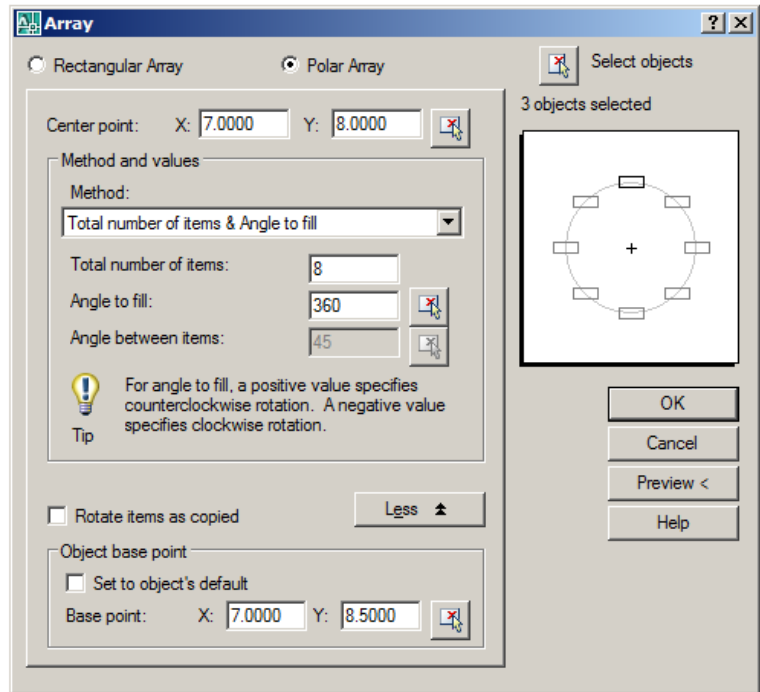 Array
Rectangular Array
Polar Array
Select objects
3 objects selected
Center point: X: 7.0000 Y: 8.0000
Method and values
Method:
Total number of items & Angle to fill
Total number of items: 8
Angle to fill: 360
Angle between items: 45
For angle to fill, a positive value specifies
counterclockwise rotation. A negative value
specifies clockwise rotation.
Tip
Rotate items as copied
Less
Object base point
Set to object's default
Base point: X: 7.0000 Y: 8.5000
OK
Cancel
Preview <
Help